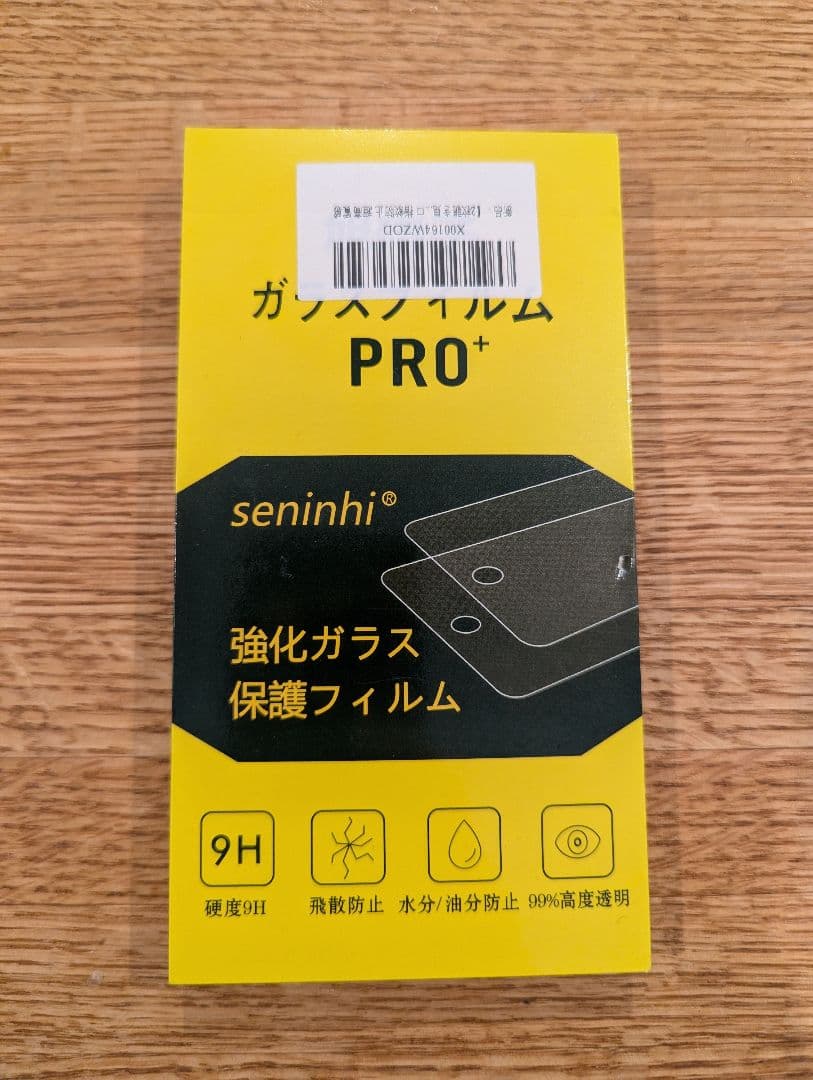 X00164WZOD
ガラスフィルム
PRO+
seninhi®
強化ガラス
保護フィルム
9H
硬度9H
飛散防止
水分/油分防止
99%高度透明